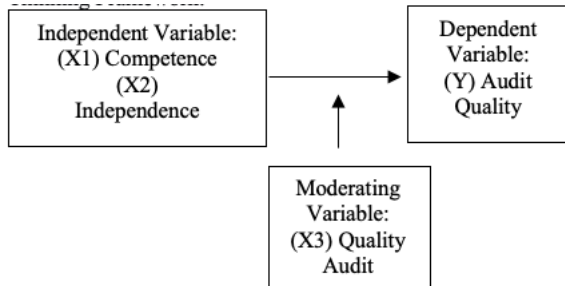 Independent Variable:
(X1) Competence
(X2)
Independence
Dependent
Variable:
(Y) Audit
Quality
Moderating
Variable:
(X3) Quality
Audit